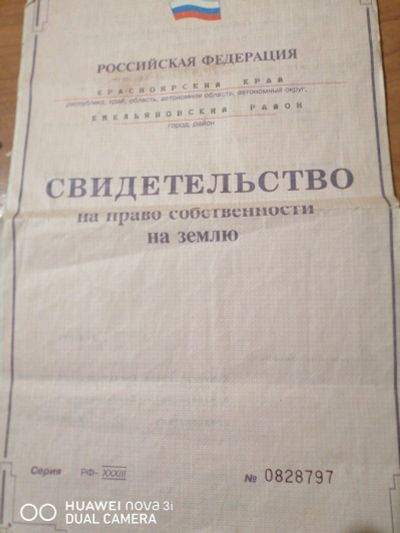 РОССИЙСКАЯ ФЕДЕРАЦИЯ
КРАСНОЯРСКИЙ КРАЙ
республика, край, область, автономная область, автономный округ,
ЕМЕЛЬЯНОВСКИЙ РАЙОН
город, район
СВИДЕТЕЛЬСТВО
на право собственности
на землю
Серия РФ- XXXIII № 0828797
HUAWEI nova 3i
DUAL CAMERA